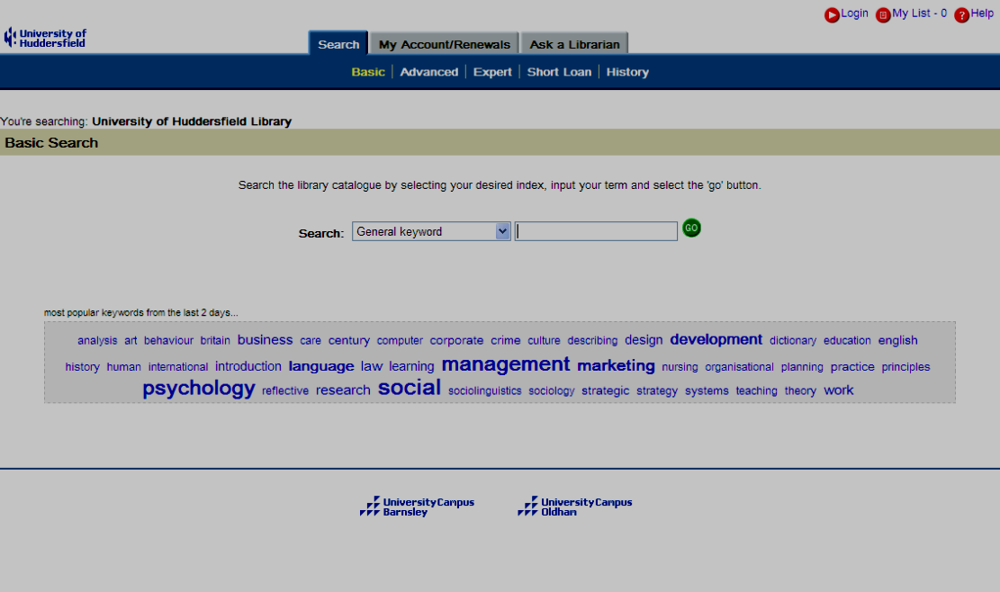 Login My List - 0 Help
University of
Huddersfield
Search My Account/Renewals Ask a Librarian
Basic Advanced Expert Short Loan History
You're searching: University of Huddersfield Library
Basic Search
Search the library catalogue by selecting your desired index, input your term and select the 'go' button.
Search: General keyword GO
most popular keywords from the last 2 days...
analysis art behaviour britain business care century computer corporate crime culture describing design development dictionary education english
history human international introduction language law learning management marketing nursing organisational planning practice principles
psychology reflective research social sociolinguistics sociology strategic strategy systems teaching theory work
UniversityCampus
Barnsley
UniversityCampus
Oldham